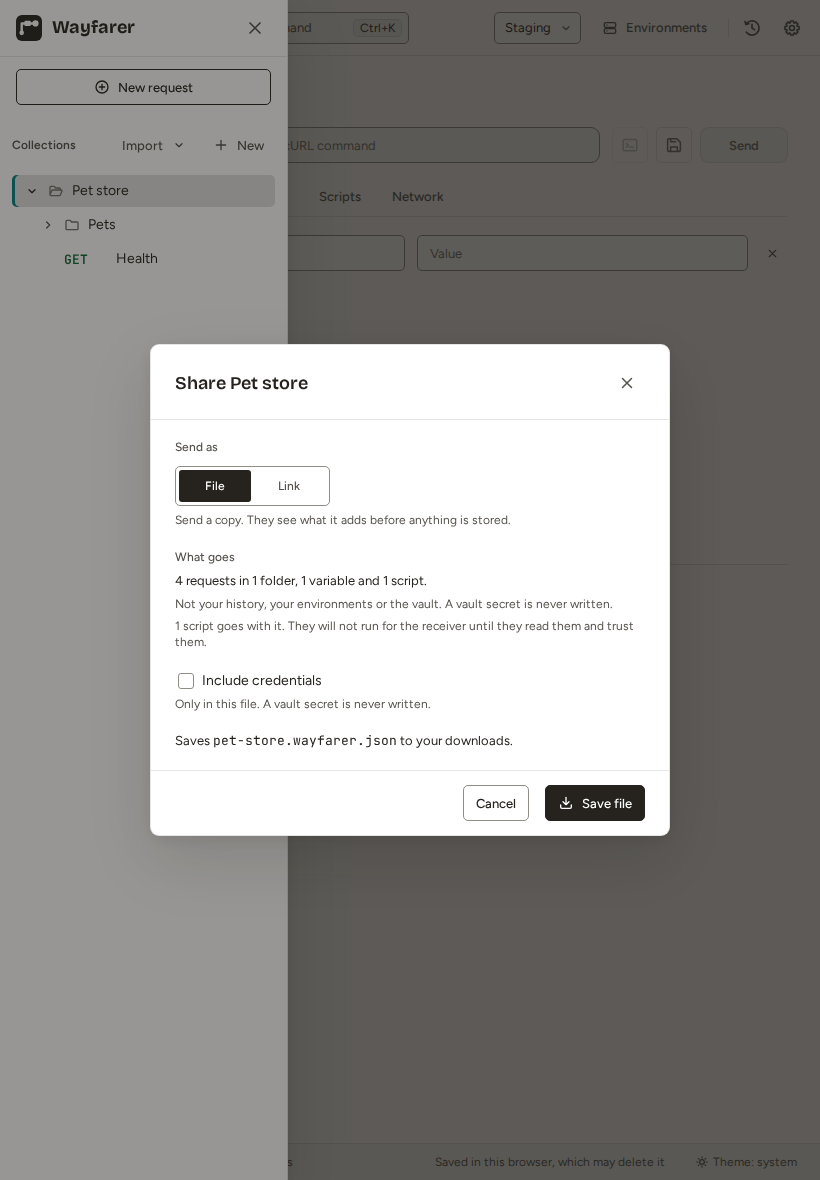 Wayfarer
and
Ctrl+K
Staging
Environments
New request
Collections
Import
New
cURL command
Send
Pet store
Scripts
Network
Pets
GET
Health
Value
Share Pet store
Send as
File
Link
Send a copy. They see what it adds before anything is stored.
What goes
4 requests in 1 folder, 1 variable and 1 script.
Not your history, your environments or the vault. A vault secret is never written.
1 script goes with it. They will not run for the receiver until they read them and trust
them.
Include credentials
Only in this file. A vault secret is never written.
Saves pet-store.wayfarer.json to your downloads.
Cancel
Save file
s
Saved in this browser, which may delete it
Theme: system